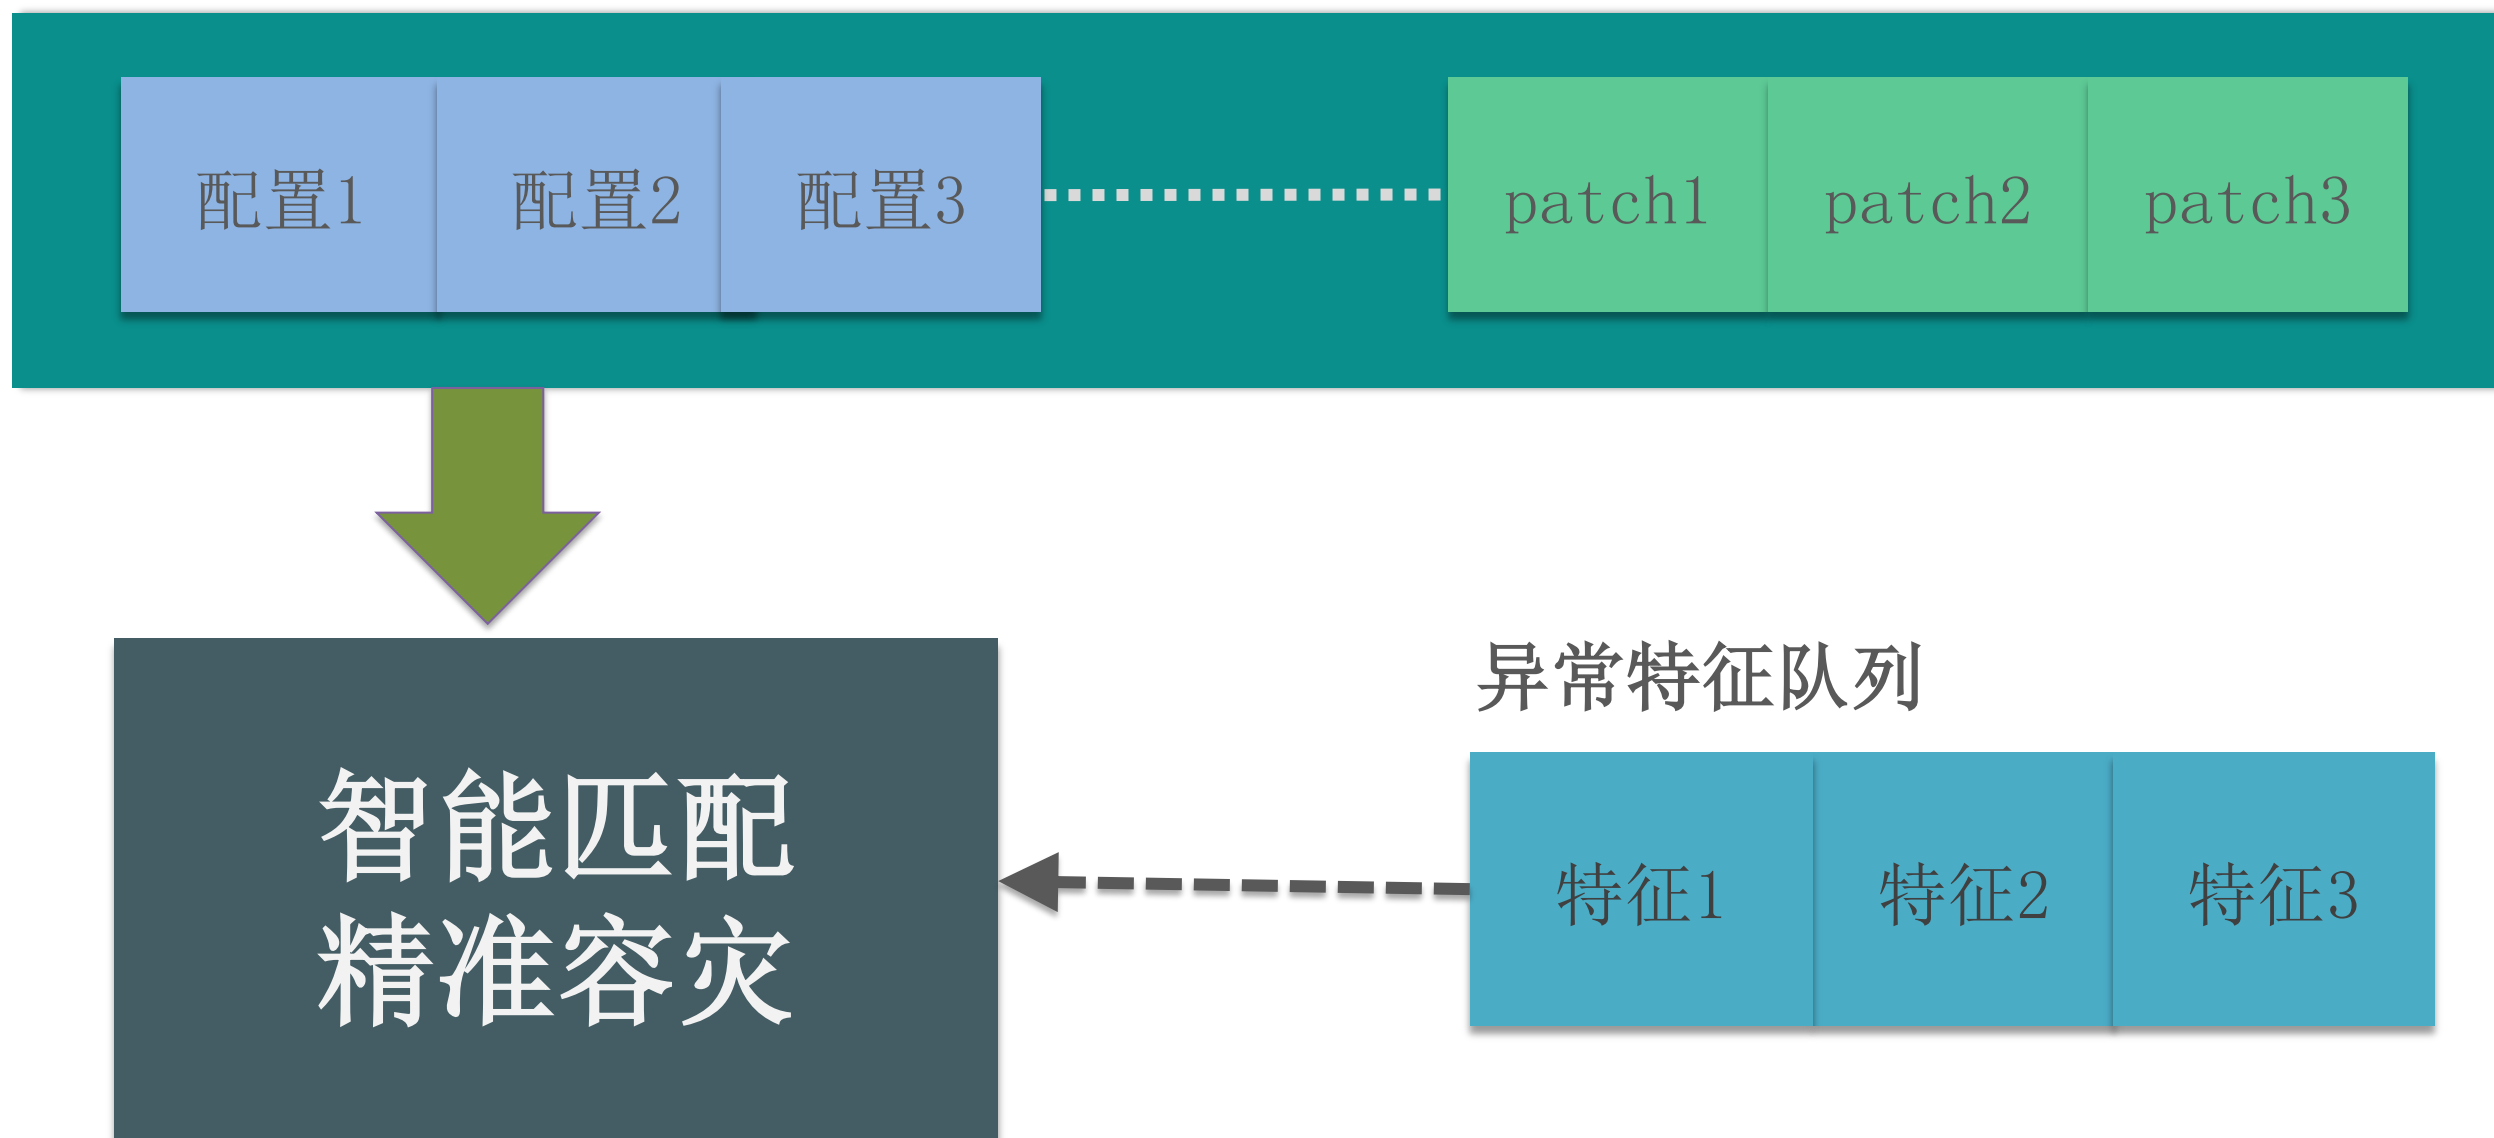 配置1 配置2 配置3 patch1 patch2 patch3
异常特征队列
智能匹配
精准容灾
特征1 特征2 特征3